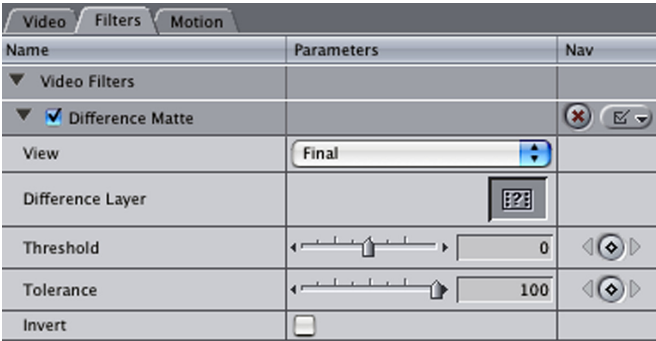 Video Filters Motion
Name Parameters Nav
Video Filters
Difference Matte
View Final
Difference Layer ?
Threshold 0
Tolerance 100
Invert